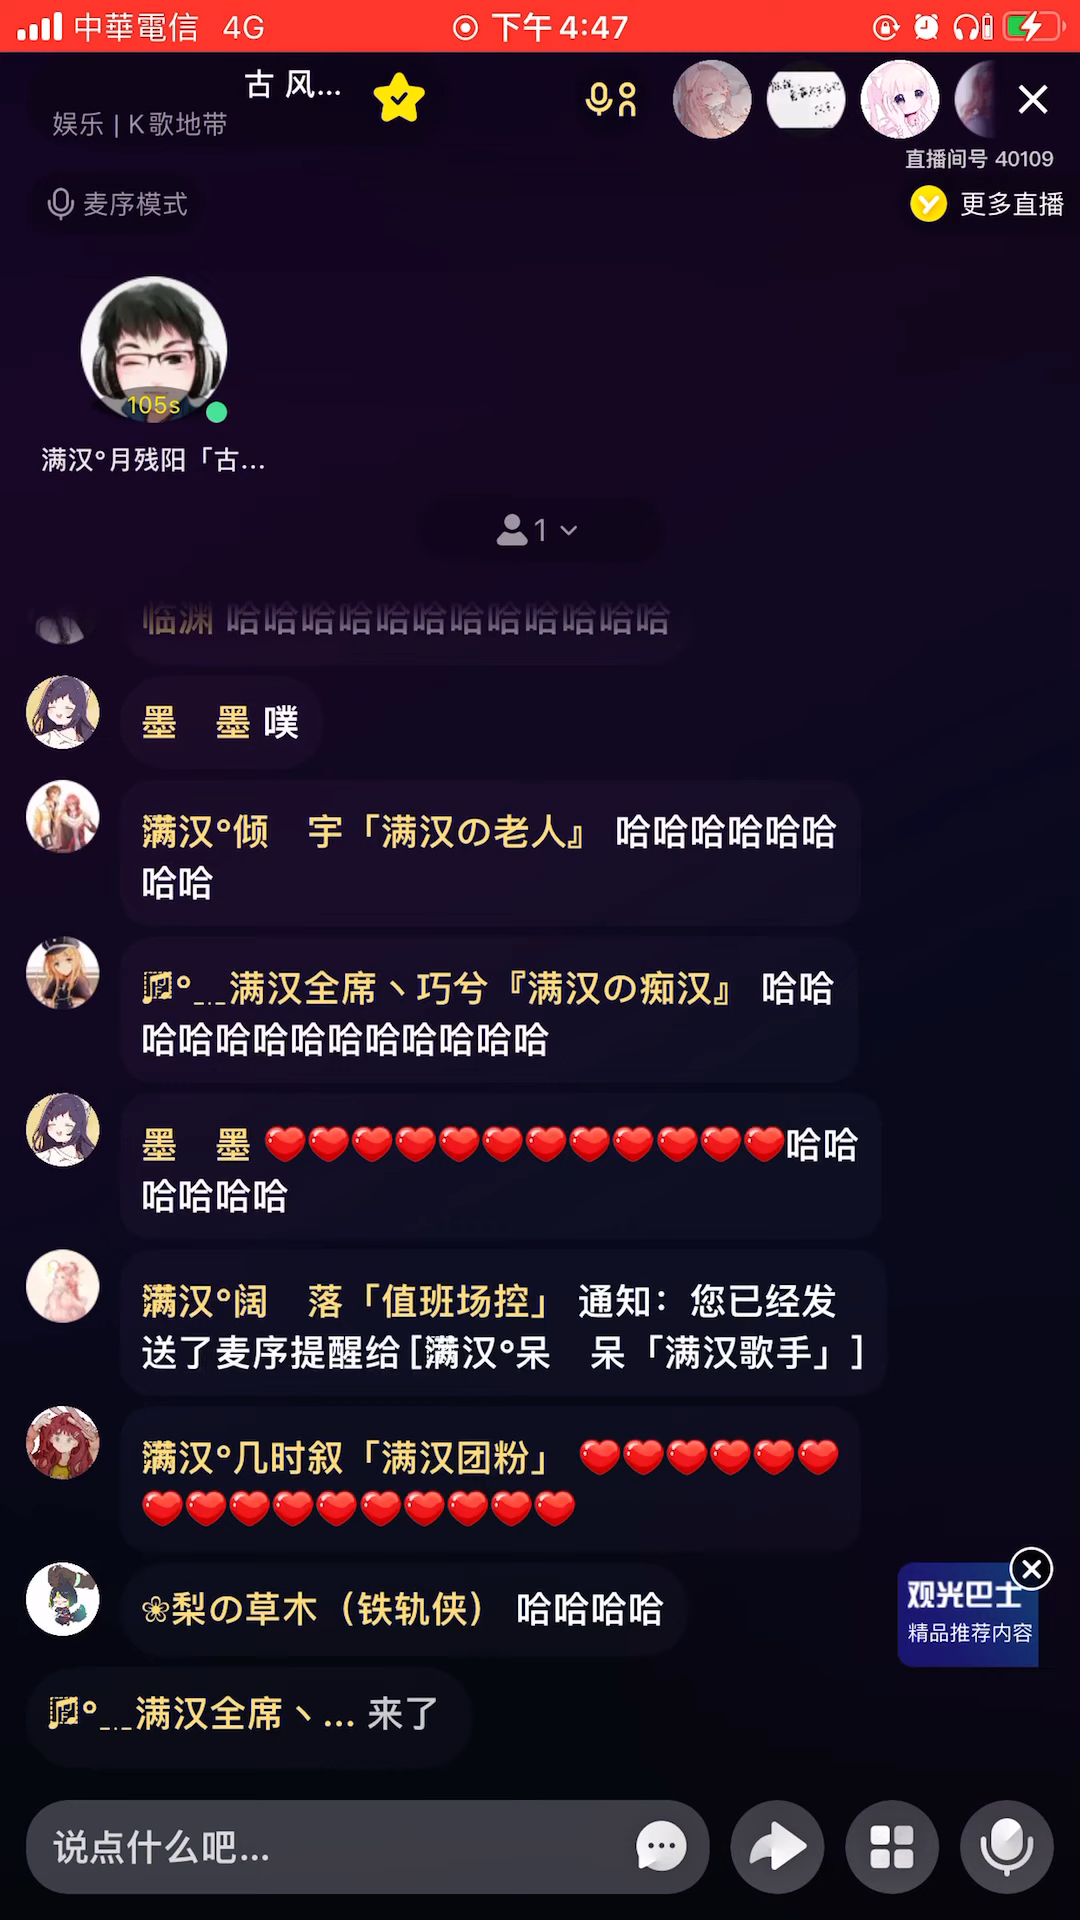 中華電信 4G 下午4:47
古 风...
娱乐 | K歌地带
直播间号 40109
麦序模式
更多直播
105s
满汉°月残阳「古...
1
临渊 哈哈哈哈哈哈哈哈哈哈哈哈
墨 墨 噗
满汉°倾 宇「满汉の老人』 哈哈哈哈哈哈
哈哈
满汉全席丶巧兮『满汉の痴汉』 哈哈
哈哈哈哈哈哈哈哈哈哈哈
墨 墨 ❤️❤️❤️❤️❤️❤️❤️❤️❤️❤️❤️❤️哈哈
哈哈哈哈
满汉°阔 落「值班场控」 通知：您已经发
送了麦序提醒给[满汉°呆 呆「满汉歌手」]
满汉°几时叙「满汉团粉」 ❤️❤️❤️❤️❤️❤️
❤️❤️❤️❤️❤️❤️❤️❤️❤️❤️
❀梨の草木（铁轨侠） 哈哈哈哈
观光巴士
精品推荐内容
满汉全席丶... 来了
说点什么吧...